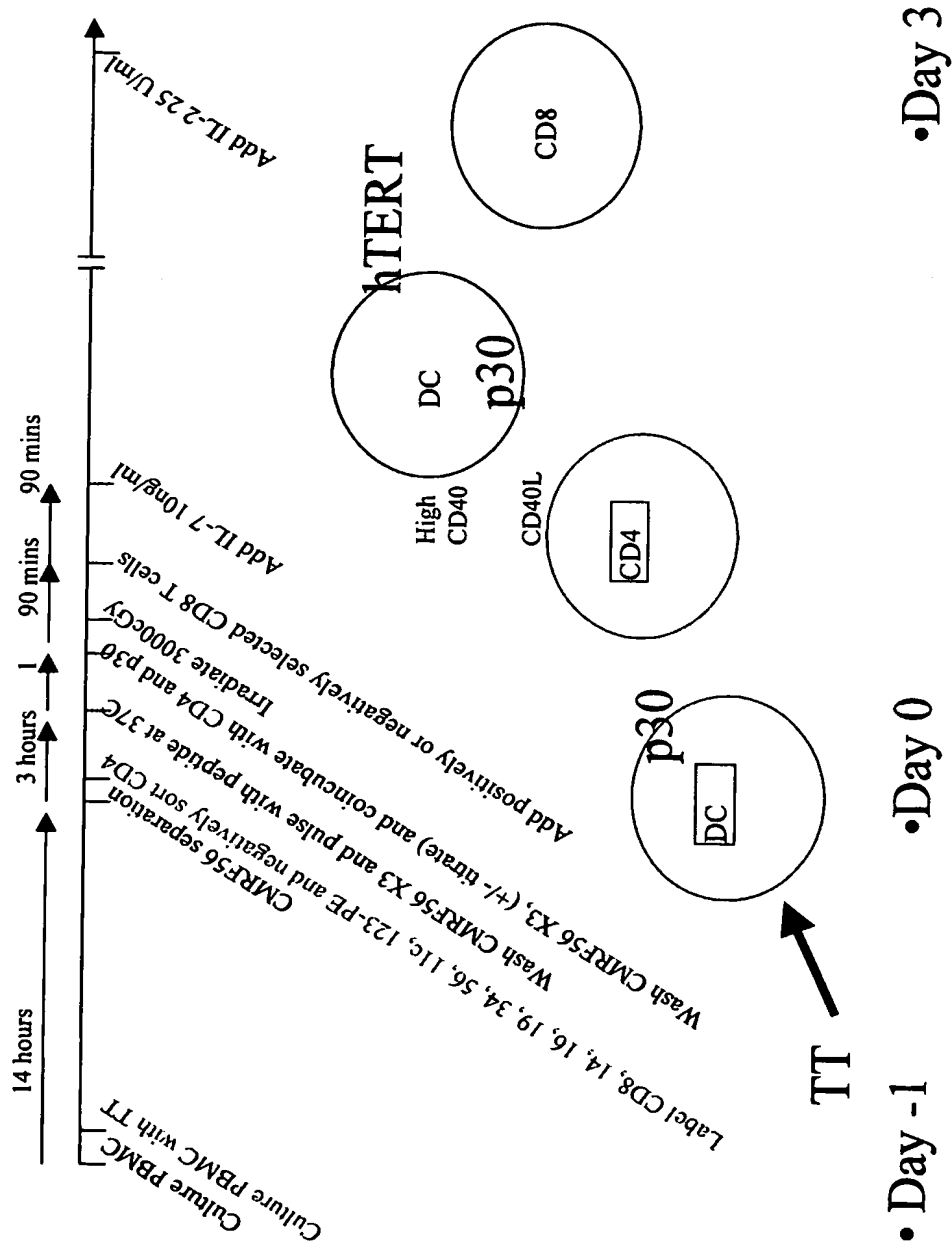 14 hours
3 hours
1
90 mins
90 mins
Culture PBMC
Culture PBMC with TT
CMRF56 separation
Label CD8, 14, 16, 19, 34, 56, 11c, 123-PE and negatively sort CD4
Wash CMRF56 X3 and pulse with peptide at 37C
Wash CMRF56 X3, (+/- titrate) and coincubate with CD4 and p30
Irradiate 3000cGy
Add positively or negatively selected CD8 T cells
Add IL-7 10ng/ml
Add IL-2 25 U/ml
hTERT
DC
p30
High
CD40
CD40L
CD4
CD8
p30
DC
TT
• Day -1
•Day 0
•Day 3